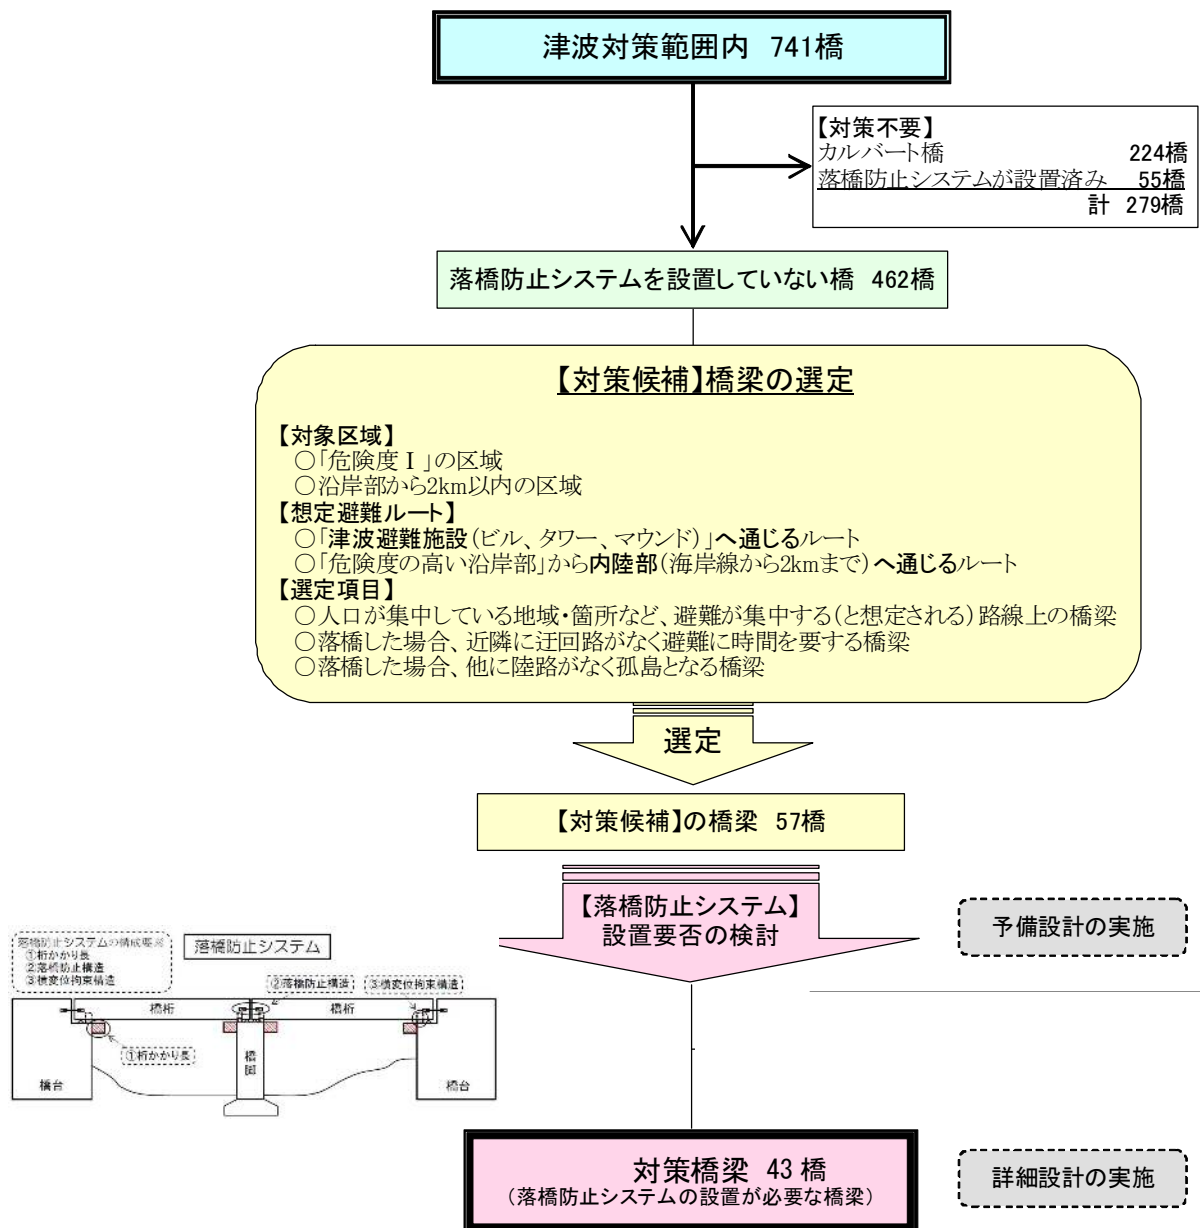 津波対策範囲内 741橋
【対策不要】
カルバート橋 224橋
落橋防止システムが設置済み 55橋
計 279橋
落橋防止システムを設置していない橋 462橋
【対策候補】橋梁の選定
【対象区域】
○「危険度Ⅰ」の区域
○沿岸部から2km以内の区域
【想定避難ルート】
○「津波避難施設(ビル、タワー、マウンド)」へ通じるルート
○「危険度の高い沿岸部」から内陸部(海岸線から2kmまで)へ通じるルート
【選定項目】
○人口が集中している地域・箇所など、避難が集中する(と想定される)路線上の橋梁
○落橋した場合、近隣に迂回路がなく避難に時間を要する橋梁
○落橋した場合、他に陸路がなく孤島となる橋梁
選定
【対策候補】の橋梁 57橋
【落橋防止システム】
設置要否の検討
予備設計の実施
落橋防止システムの構成要素
①桁かかり長
②落橋防止構造
③横変位拘束構造
落橋防止システム
②落橋防止構造
③横変位拘束構造
橋桁
橋桁
①桁かかり長
橋脚
橋台
橋台
対策橋梁 43 橋
(落橋防止システムの設置が必要な橋梁)
詳細設計の実施